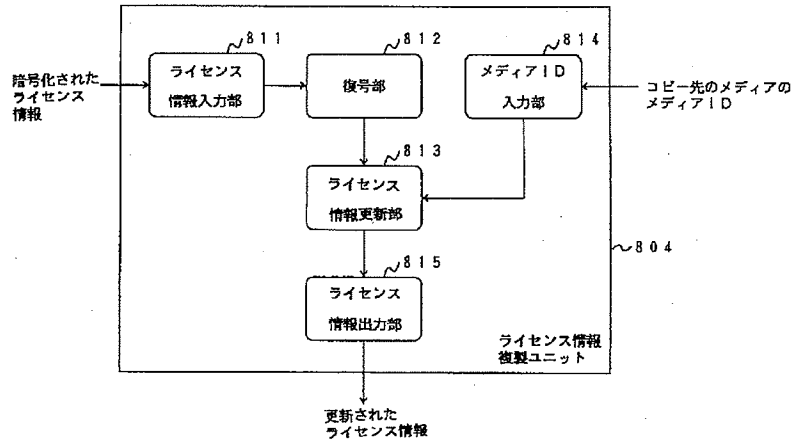 811
812
814
暗号化された
ライセンス
情報
ライセンス
情報入力部
復号部
メディアID
入力部
コピー先のメディアの
メディアID
813
ライセンス
情報更新部
804
815
ライセンス
情報出力部
ライセンス情報
複製ユニット
更新された
ライセンス情報